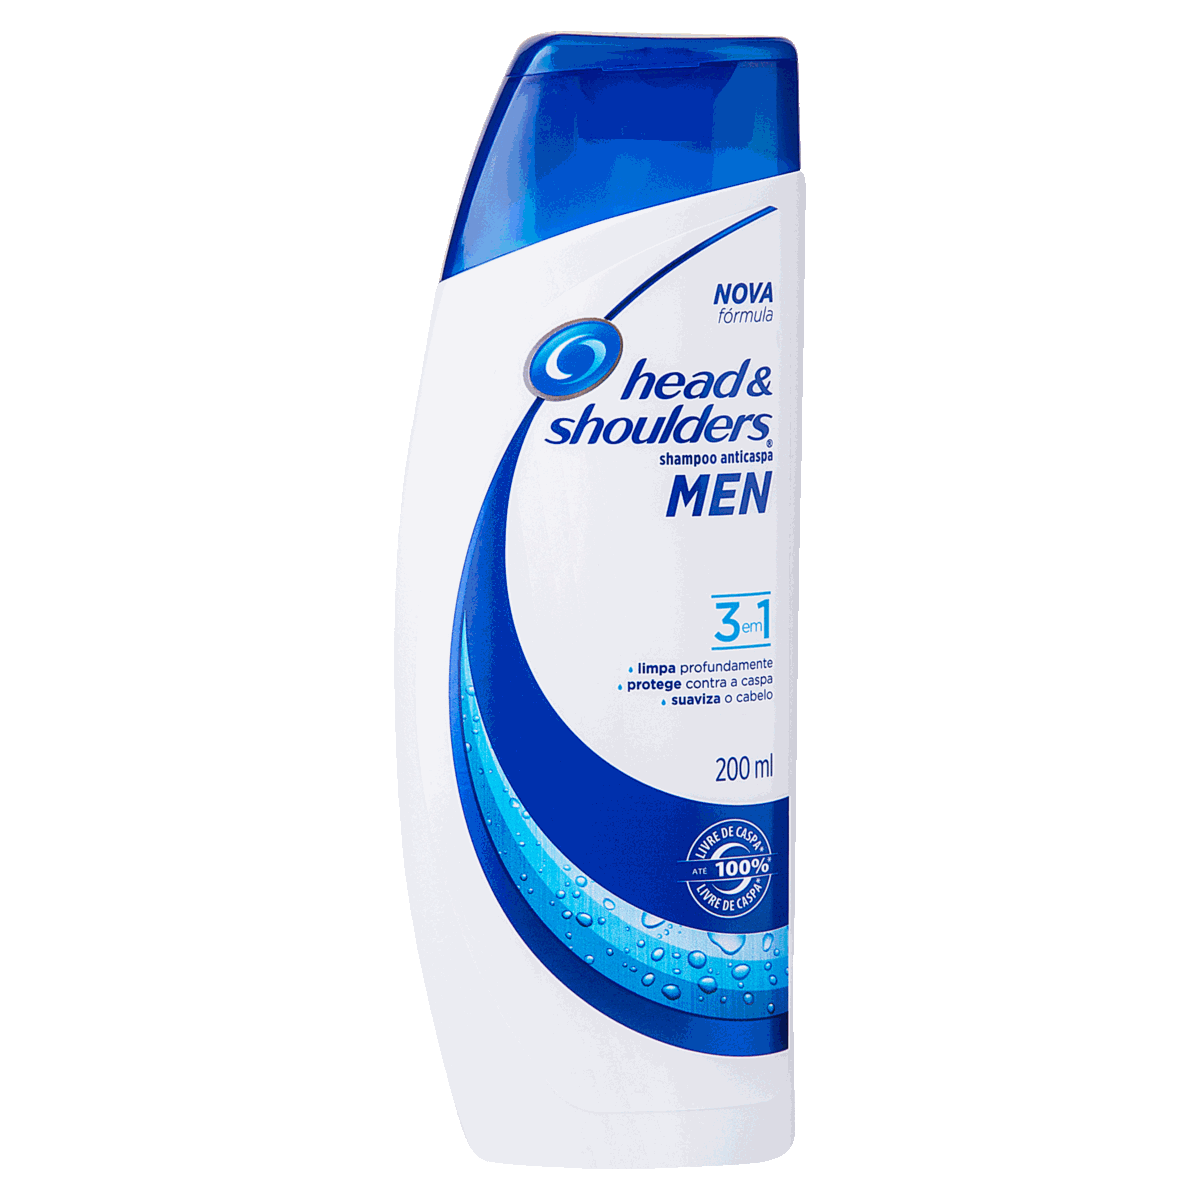 NOVA
fórmula
head &
shoulders®
shampoo anticaspa
MEN
3em1
limpa profundamente
protege contra a caspa
suaviza o cabelo
200 ml
LIVRE DE CASPA*
ATÉ 100%*
LIVRE DE CASPA*